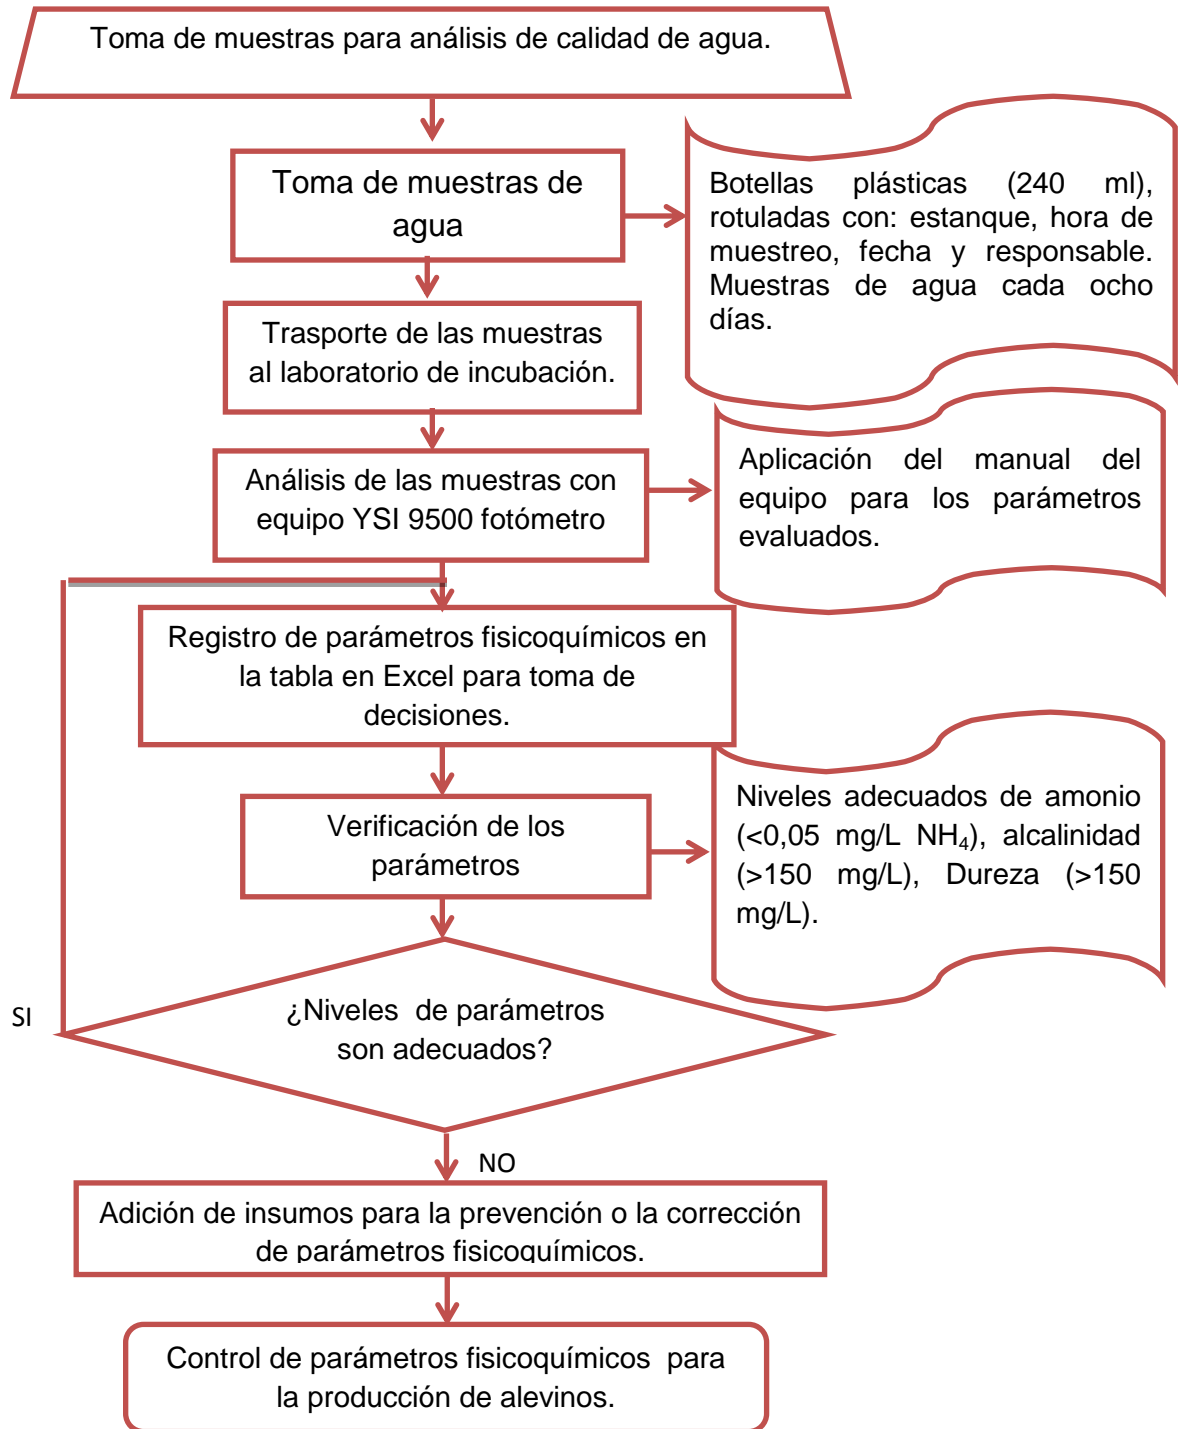 Toma de muestras para análisis de calidad de agua.
Toma de muestras de
agua
Botellas plásticas (240 ml),
rotuladas con: estanque, hora de
muestreo, fecha y responsable.
Muestras de agua cada ocho
días.
Trasporte de las muestras
al laboratorio de incubación.
Análisis de las muestras con
equipo YSI 9500 fotómetro
Aplicación del manual del
equipo para los parámetros
evaluados.
Registro de parámetros fisicoquímicos en
la tabla en Excel para toma de
decisiones.
Verificación de los
parámetros
Niveles adecuados de amonio
(<0,05 mg/L NH₄), alcalinidad
(>150 mg/L), Dureza (>150
mg/L).
¿Niveles de parámetros
son adecuados?
SI
NO
Adición de insumos para la prevención o la corrección
de parámetros fisicoquímicos.
Control de parámetros fisicoquímicos para
la producción de alevinos.